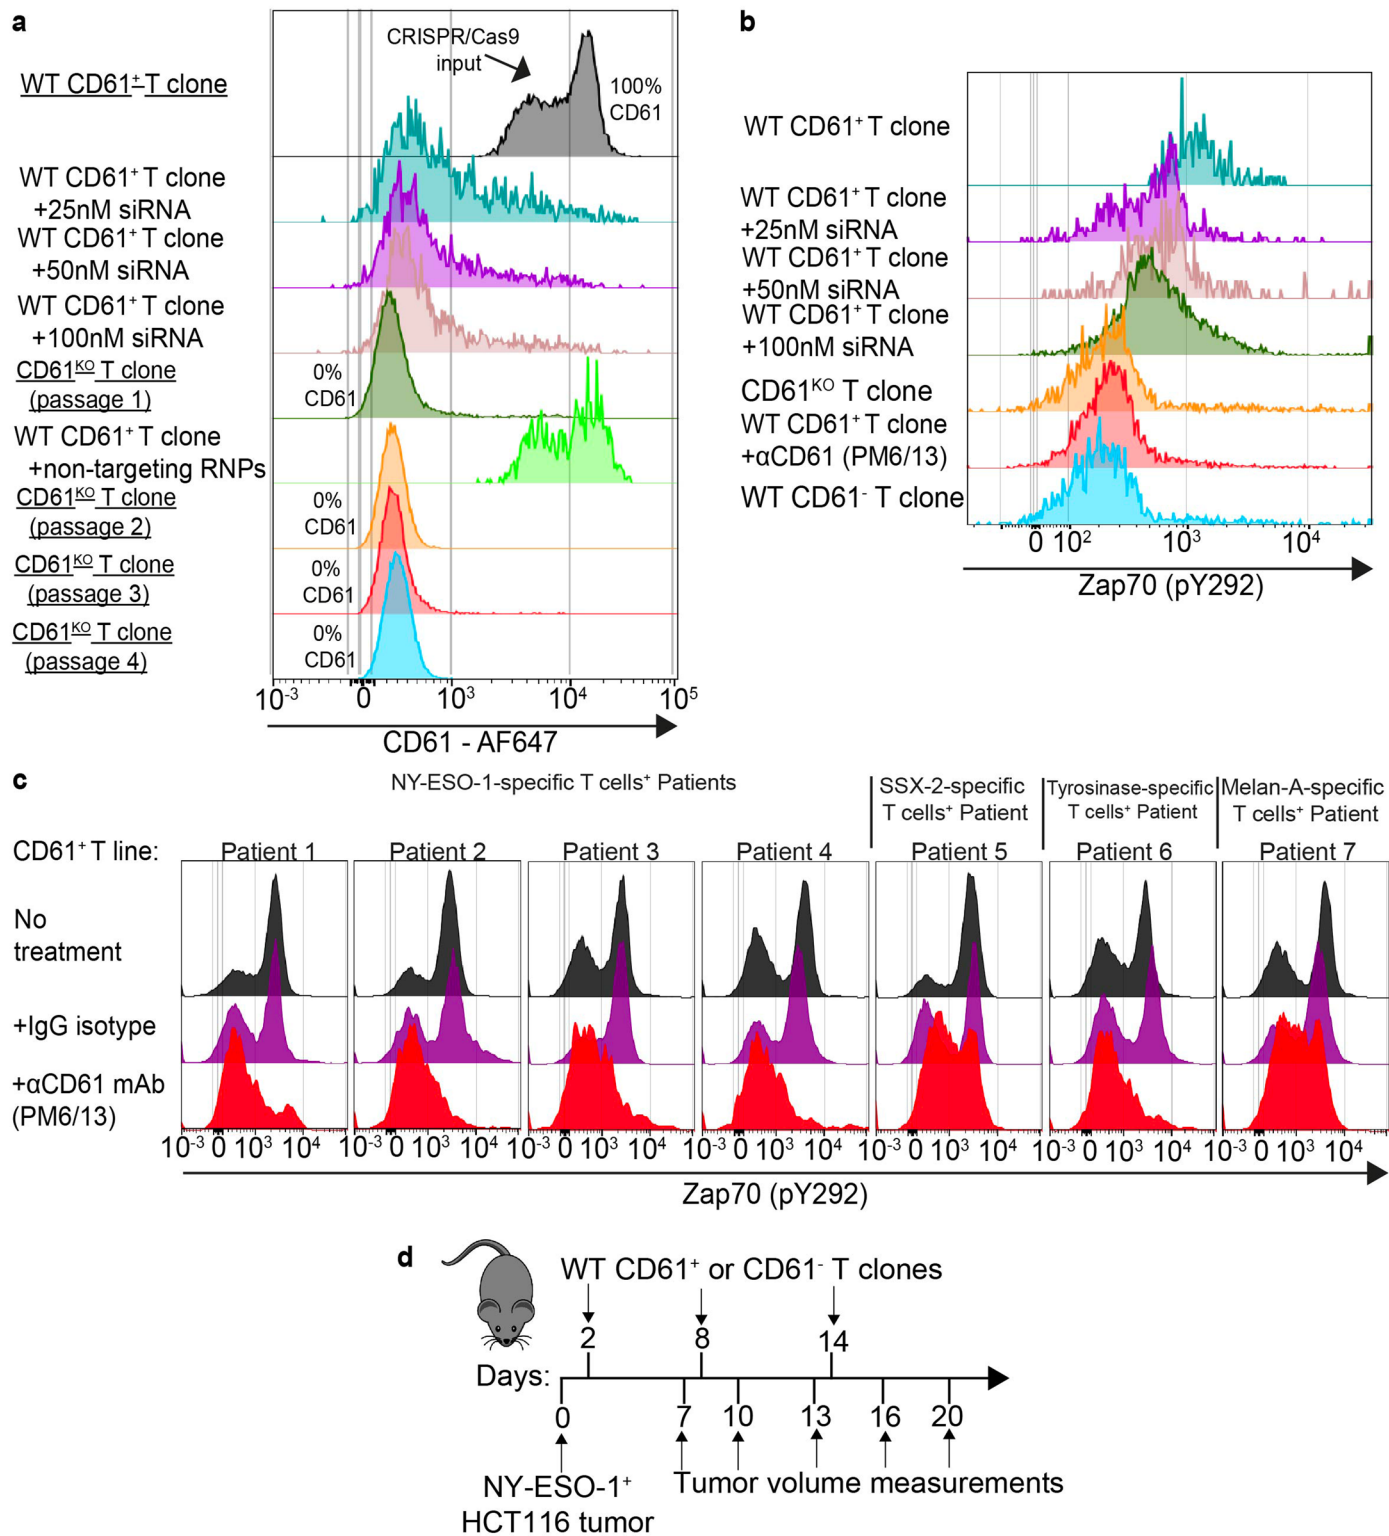 a
CRISPR/Cas9
input
WT CD61⁺ T clone
100%
CD61
WT CD61⁺ T clone
+25nM siRNA
WT CD61⁺ T clone
+50nM siRNA
WT CD61⁺ T clone
+100nM siRNA
CD61ᴷᴼ T clone
(passage 1)
0%
CD61
WT CD61⁺ T clone
+non-targeting RNPs
CD61ᴷᴼ T clone
(passage 2)
0%
CD61
CD61ᴷᴼ T clone
(passage 3)
0%
CD61
CD61ᴷᴼ T clone
(passage 4)
0%
CD61
10⁻³ 0 10³ 10⁴ 10⁵
CD61 - AF647
b
WT CD61⁺ T clone
WT CD61⁺ T clone
+25nM siRNA
WT CD61⁺ T clone
+50nM siRNA
WT CD61⁺ T clone
+100nM siRNA
CD61ᴷᴼ T clone
WT CD61⁺ T clone
+αCD61 (PM6/13)
WT CD61⁻ T clone
0 10² 10³ 10⁴
Zap70 (pY292)
c
NY-ESO-1-specific T cells⁺ Patients
SSX-2-specific
T cells⁺ Patient
Tyrosinase-specific
T cells⁺ Patient
Melan-A-specific
T cells⁺ Patient
CD61⁺ T line:
Patient 1 Patient 2 Patient 3 Patient 4 Patient 5 Patient 6 Patient 7
No
treatment
+IgG isotype
+αCD61 mAb
(PM6/13)
10⁻³ 0 10³ 10⁴ 10⁻³ 0 10³ 10⁴ 10⁻³ 0 10³ 10⁴ 10⁻³ 0 10³ 10⁴ 10⁻³ 0 10³ 10⁴ 10⁻³ 0 10³ 10⁴ 10⁻³ 0 10³ 10⁴
Zap70 (pY292)
d
WT CD61⁺ or CD61⁻ T clones
2 8 14
Days:
0 7 10 13 16 20
NY-ESO-1⁺
HCT116 tumor
Tumor volume measurements